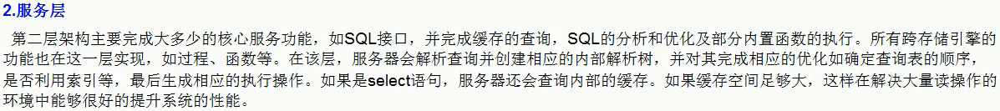 2.服务层
第二层架构主要完成大多少的核心服务功能，如SQL接口，并完成缓存的查询，SQL的分析和优化及部分内置函数的执行。所有跨存储引擎的
功能也在这一层实现，如过程、函数等。在该层，服务器会解析查询并创建相应的内部解析树，并对其完成相应的优化如确定查询表的顺序，
是否利用索引等，最后生成相应的执行操作。如果是select语句，服务器还会查询内部的缓存。如果缓存空间足够大，这样在解决大量读操作的
环境中能够很好的提升系统的性能。